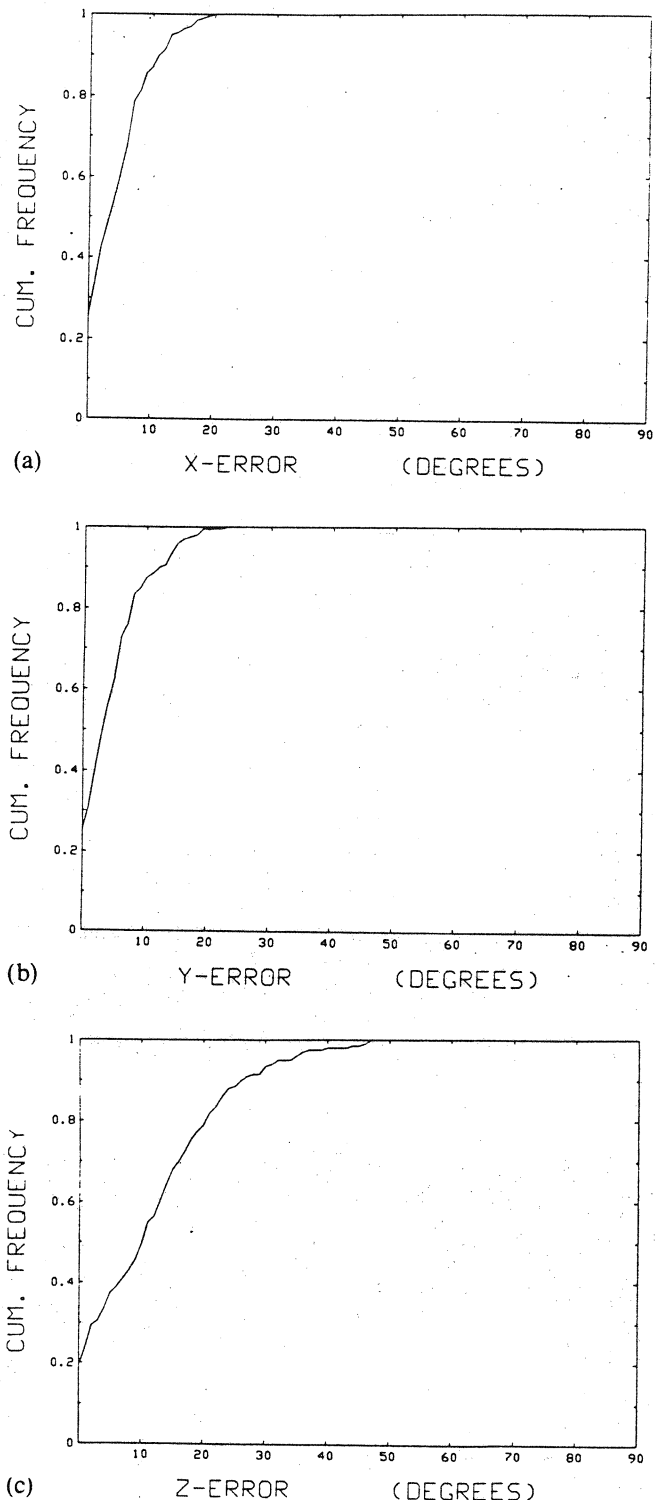 1
0.8
0.6
0.4
0.2
0
CUM. FREQUENCY
10 20 30 40 50 60 70 80 90
(a) X-ERROR (DEGREES)
1
0.8
0.6
0.4
0.2
0
CUM. FREQUENCY
10 20 30 40 50 60 70 80 90
(b) Y-ERROR (DEGREES)
1
0.8
0.6
0.4
0.2
0
CUM. FREQUENCY
10 20 30 40 50 60 70 80 90
(c) Z-ERROR (DEGREES)